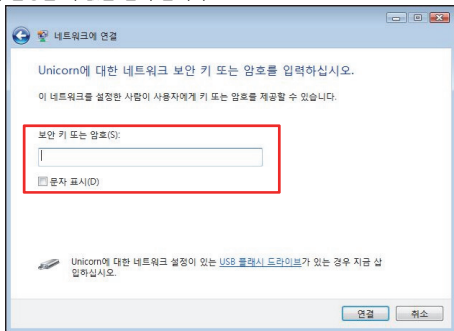 네트워크에 연결
Unicorn에 대한 네트워크 보안 키 또는 암호를 입력하십시오.
이 네트워크를 설정한 사람이 사용자에게 키 또는 암호를 제공할 수 있습니다.
보안 키 또는 암호(S):
문자 표시(D)
Unicorn에 대한 네트워크 설정이 있는 USB 플래시 드라이브가 있는 경우 지금 삽
입하십시오.
연결 취소